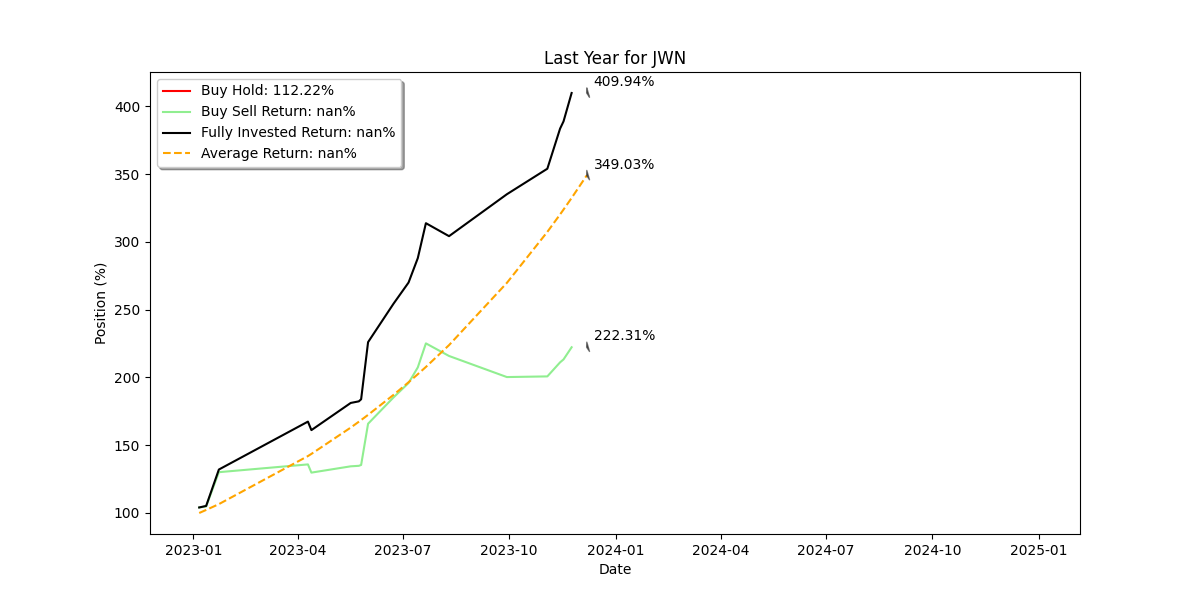 Last Year for JWN
Buy Hold: 112.22%
Buy Sell Return: nan%
Fully Invested Return: nan%
Average Return: nan%
409.94%
349.03%
222.31%
400
350
300
250
200
150
100
Position (%)
2023-01 2023-04 2023-07 2023-10 2024-01 2024-04 2024-07 2024-10 2025-01
Date